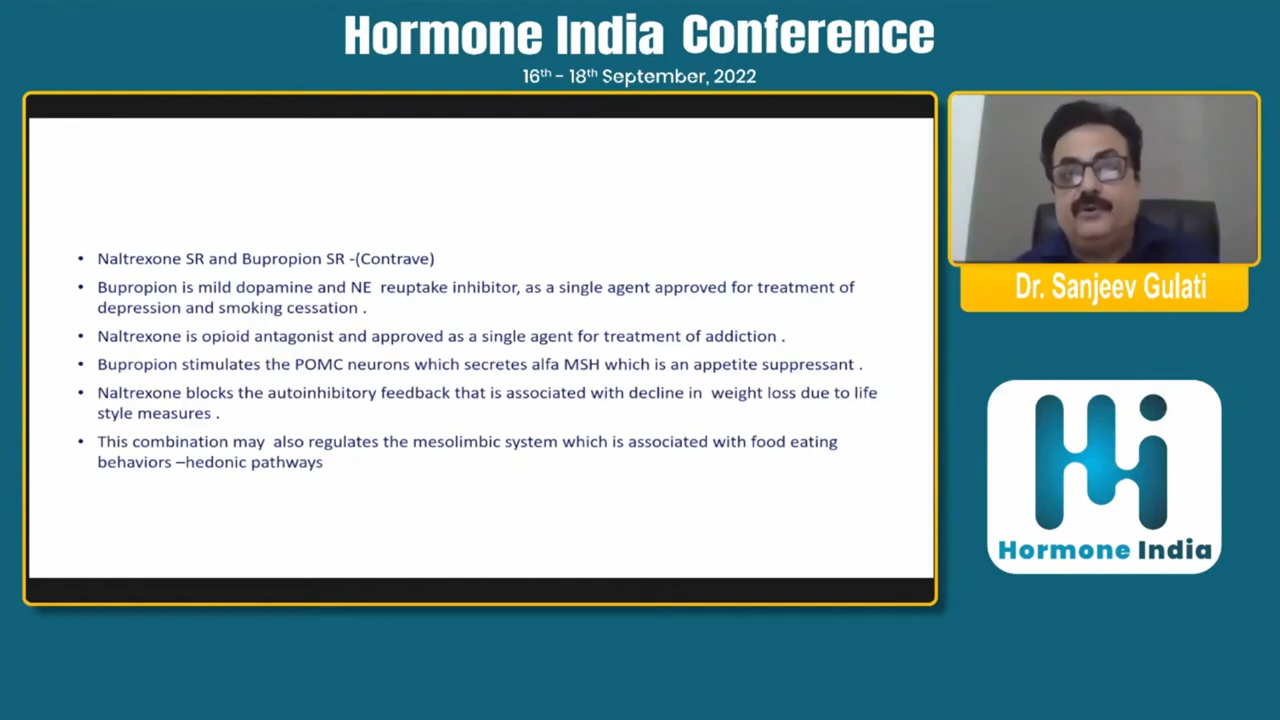 Hormone India Conference
16th - 18th September, 2022
• Naltrexone SR and Bupropion SR -(Contrave)
• Bupropion is mild dopamine and NE reuptake inhibitor, as a single agent approved for treatment of
depression and smoking cessation .
• Naltrexone is opioid antagonist and approved as a single agent for treatment of addiction .
• Bupropion stimulates the POMC neurons which secretes alfa MSH which is an appetite suppressant .
• Naltrexone blocks the autoinhibitory feedback that is associated with decline in weight loss due to life
style measures .
• This combination may also regulates the mesolimbic system which is associated with food eating
behaviors –hedonic pathways
Dr. Sanjeev Gulati
Hi
Hormone India